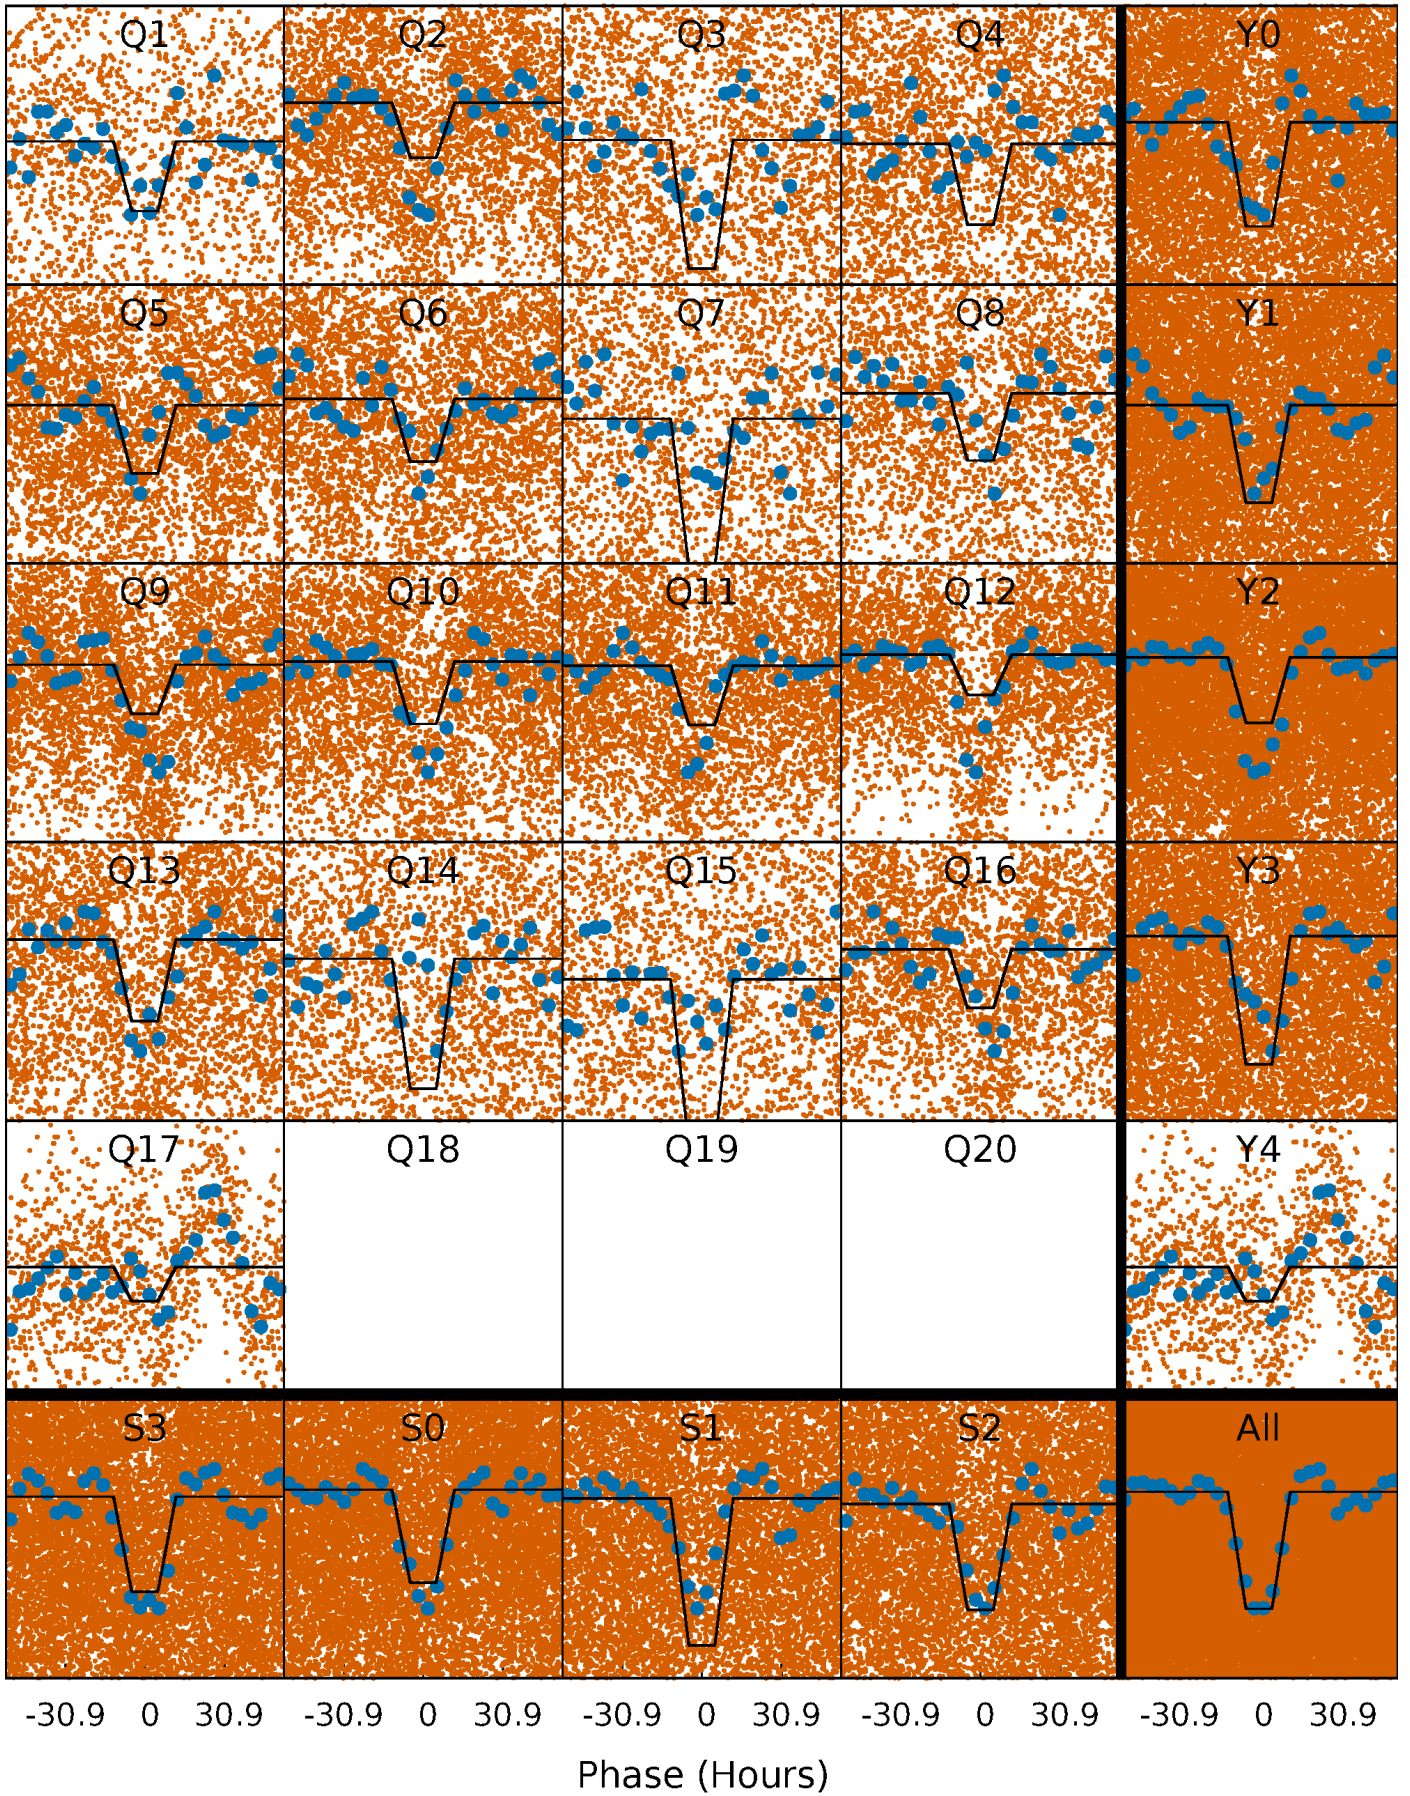 Q1 Q2 Q3 Q4 Y0
Q5 Q6 Q7 Q8 Y1
Q9 Q10 Q11 Q12 Y2
Q13 Q14 Q15 Q16 Y3
Q17 Q18 Q19 Q20 Y4
S3 S0 S1 S2 All
-30.9 0 30.9 -30.9 0 30.9 -30.9 0 30.9 -30.9 0 30.9 -30.9 0 30.9
Phase (Hours)